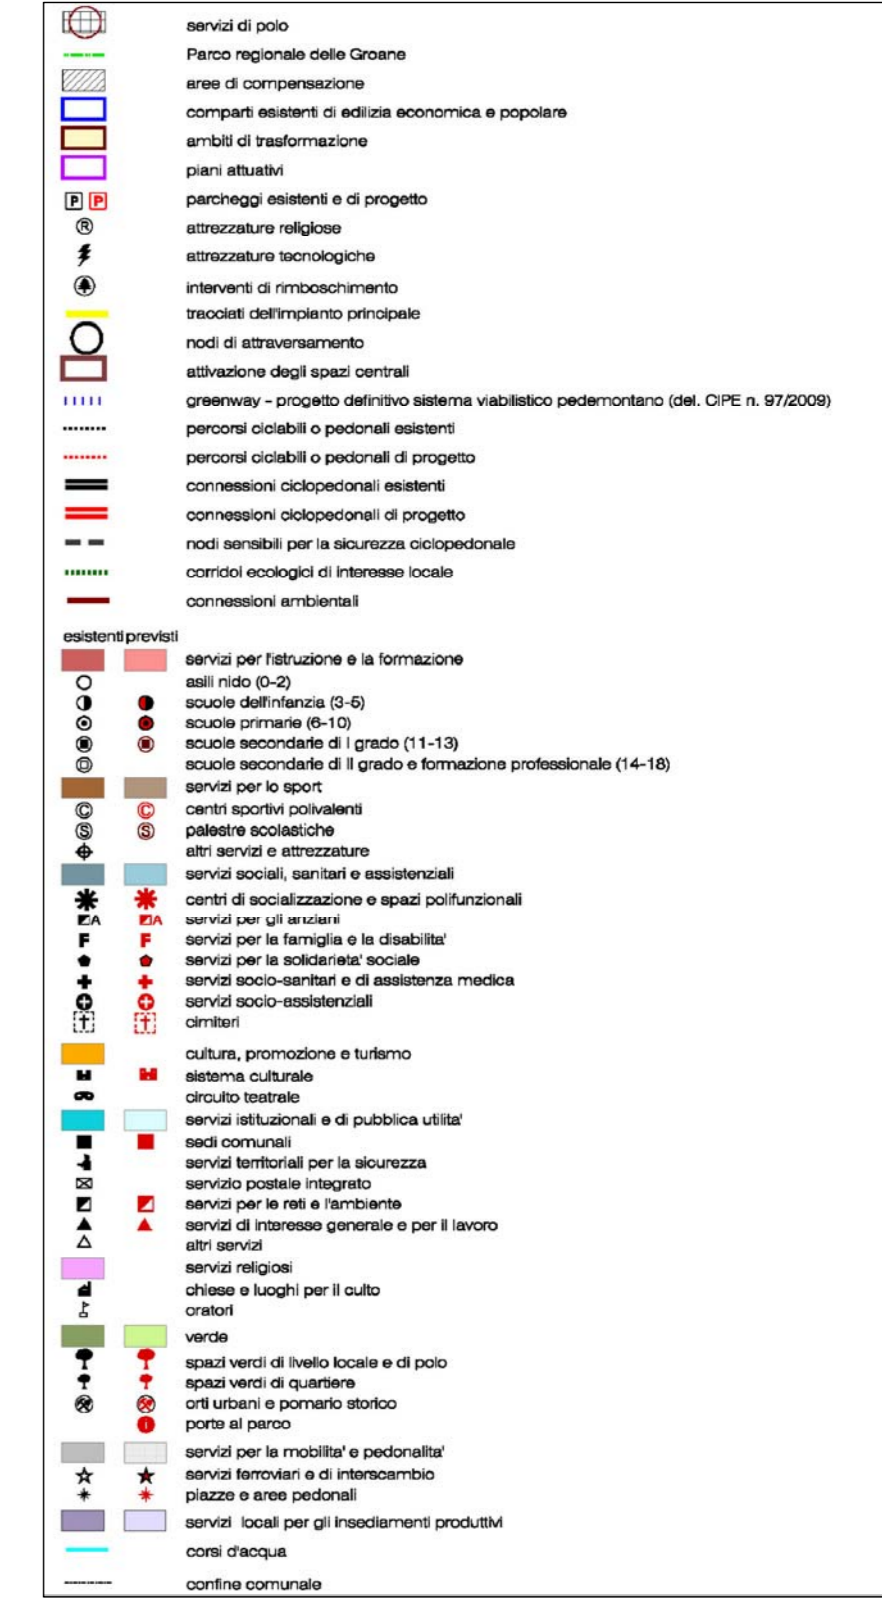 servizi di polo
Parco regionale delle Groane
aree di compensazione
comparti esistenti di edilizia economica e popolare
ambiti di trasformazione
piani attuativi
P P parcheggi esistenti e di progetto
R attrezzature religiose
attrezzature tecnologiche
interventi di rimboschimento
tracciati dell'impianto principale
nodi di attraversamento
attivazione degli spazi centrali
greenway - progetto definitivo sistema viabilistico pedemontano (del. CIPE n. 97/2009)
percorsi ciclabili o pedonali esistenti
percorsi ciclabili o pedonali di progetto
connessioni ciclopedonali esistenti
connessioni ciclopedonali di progetto
nodi sensibili per la sicurezza ciclopedonale
corridoi ecologici di interesse locale
connessioni ambientali
esistenti previsti
servizi per l'istruzione e la formazione
asili nido (0-2)
scuole dell'infanzia (3-5)
scuole primarie (6-10)
scuole secondarie di I grado (11-13)
scuole secondarie di II grado e formazione professionale (14-18)
servizi per lo sport
C C centri sportivi polivalenti
S S palestre scolastiche
altri servizi e attrezzature
servizi sociali, sanitari e assistenziali
centri di socializzazione e spazi polifunzionali
A A servizi per gli anziani
F F servizi per la famiglia e la disabilita'
servizi per la solidarieta' sociale
servizi socio-sanitari e di assistenza medica
servizi socio-assistenziali
cimiteri
cultura, promozione e turismo
sistema culturale
circuito teatrale
servizi istituzionali e di pubblica utilita'
sedi comunali
servizi territoriali per la sicurezza
servizio postale integrato
servizi per le reti e l'ambiente
servizi di interesse generale e per il lavoro
altri servizi
servizi religiosi
chiese e luoghi per il culto
oratori
verde
spazi verdi di livello locale e di polo
spazi verdi di quartiere
orti urbani e pomario storico
porte al parco
servizi per la mobilita' e pedonalita'
servizi ferroviari e di interscambio
piazze e aree pedonali
servizi locali per gli insediamenti produttivi
corsi d'acqua
confine comunale